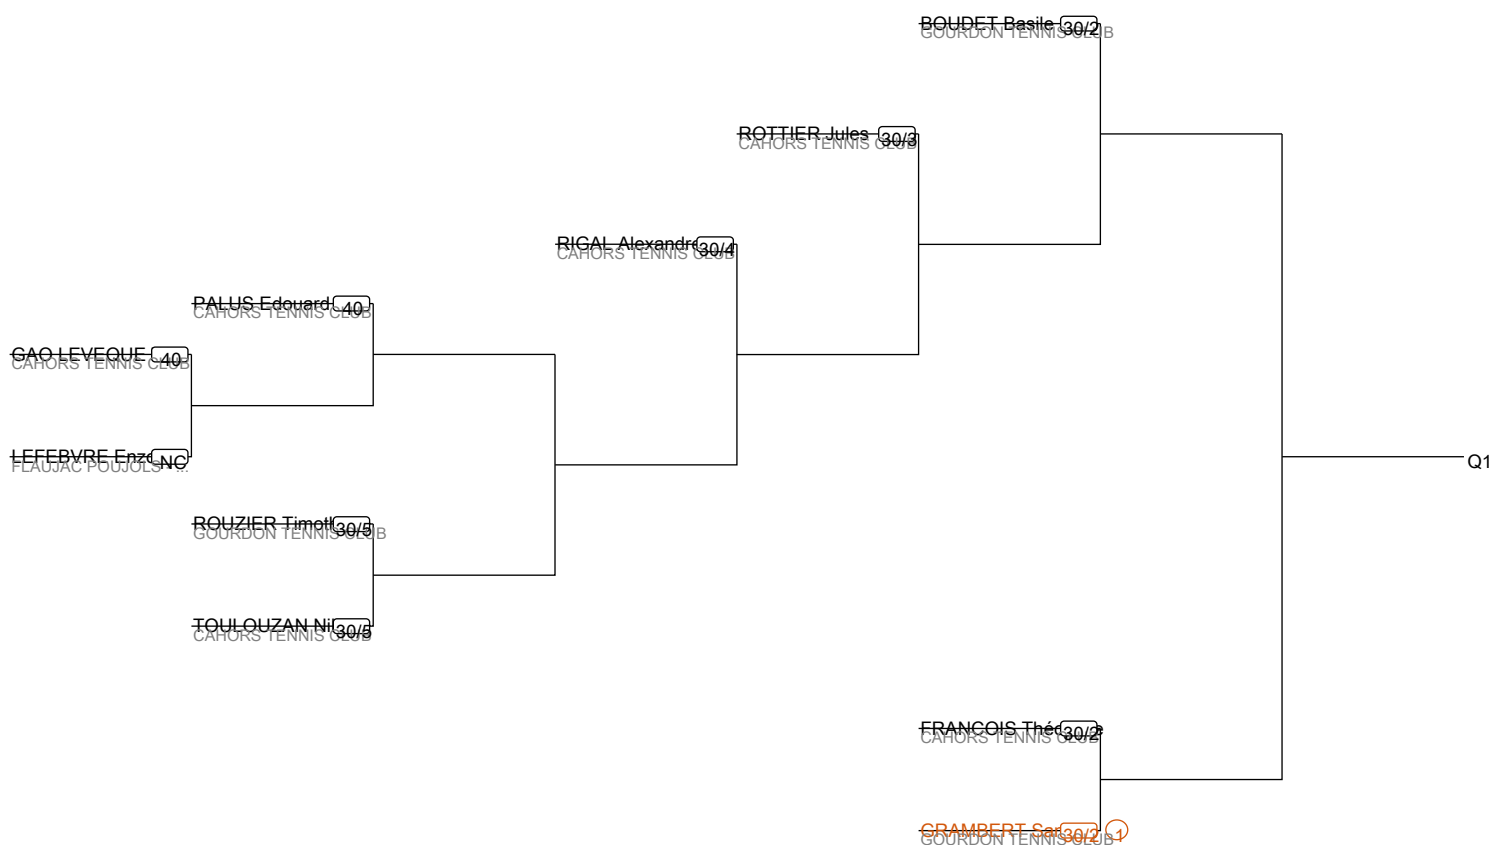 BOUDET Basile 30/2
GOURDON TENNIS CLUB
ROTTIER Jules 30/3
CAHORS TENNIS CLUB
RIGAL Alexandre 30/4
CAHORS TENNIS CLUB
PALUS Edouard 40
CAHORS TENNIS CLUB
GAO LEVEQUE 40
CAHORS TENNIS CLUB
LEFEBVRE Enzo NC
FLAUJAC POUJOLS - ...
Q1
ROUZIER 30/5
GOURDON TENNIS CLUB
TOULOUZAN 30/5
CAHORS TENNIS CLUB
FRANCOIS 30/2
CAHORS TENNIS CLUB
GRAMBERT 30/2 1
GOURDON TENNIS CLUB